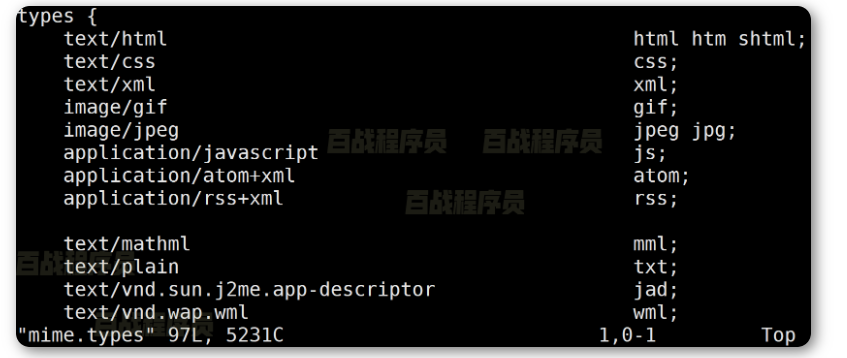 types {
text/html html htm shtml;
text/css css;
text/xml xml;
image/gif gif;
image/jpeg jpeg jpg;
百战程序员 百战程序员
application/javascript js;
application/atom+xml atom;
application/rss+xml rss;
百战程序员
text/mathml mml;
百战程序员
text/plain txt;
text/vnd.sun.j2me.app-descriptor jad;
text/vnd.wap.wml wml;
百战程序员
"mime.types" 97L, 5231C 1,0-1 Top